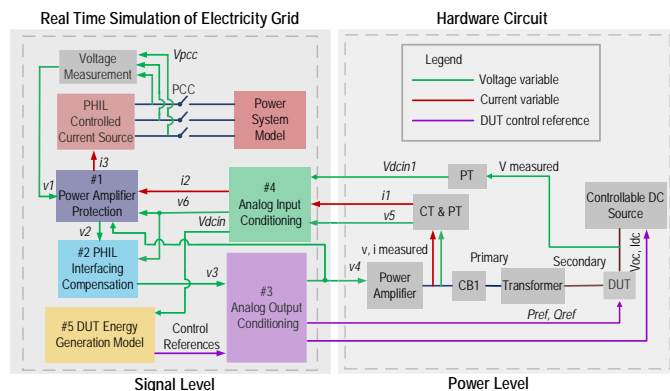 Real Time Simulation of Electricity Grid
Hardware Circuit
Voltage
Measurement
Vpcc
PCC
PHIL
Controlled
Current Source
Power
System
Model
i3
v1
#1
Power Amplifier
Protection
i2
v6
Vdcin
#4
Analog Input
Conditioning
v2
#2 PHIL
Interfacing
Compensation
v3
#3
Analog Output
Conditioning
#5 DUT Energy
Generation Model
Control
References
Signal Level
Legend
Voltage variable
Current variable
DUT control reference
Vdcin1
PT
V measured
Controllable DC
Source
i1
v5
CT & PT
Voc, Idc
v, i measured
v4
Power
Amplifier
Primary
Secondary
CB1
Transformer
DUT
Pref, Qref
Power Level